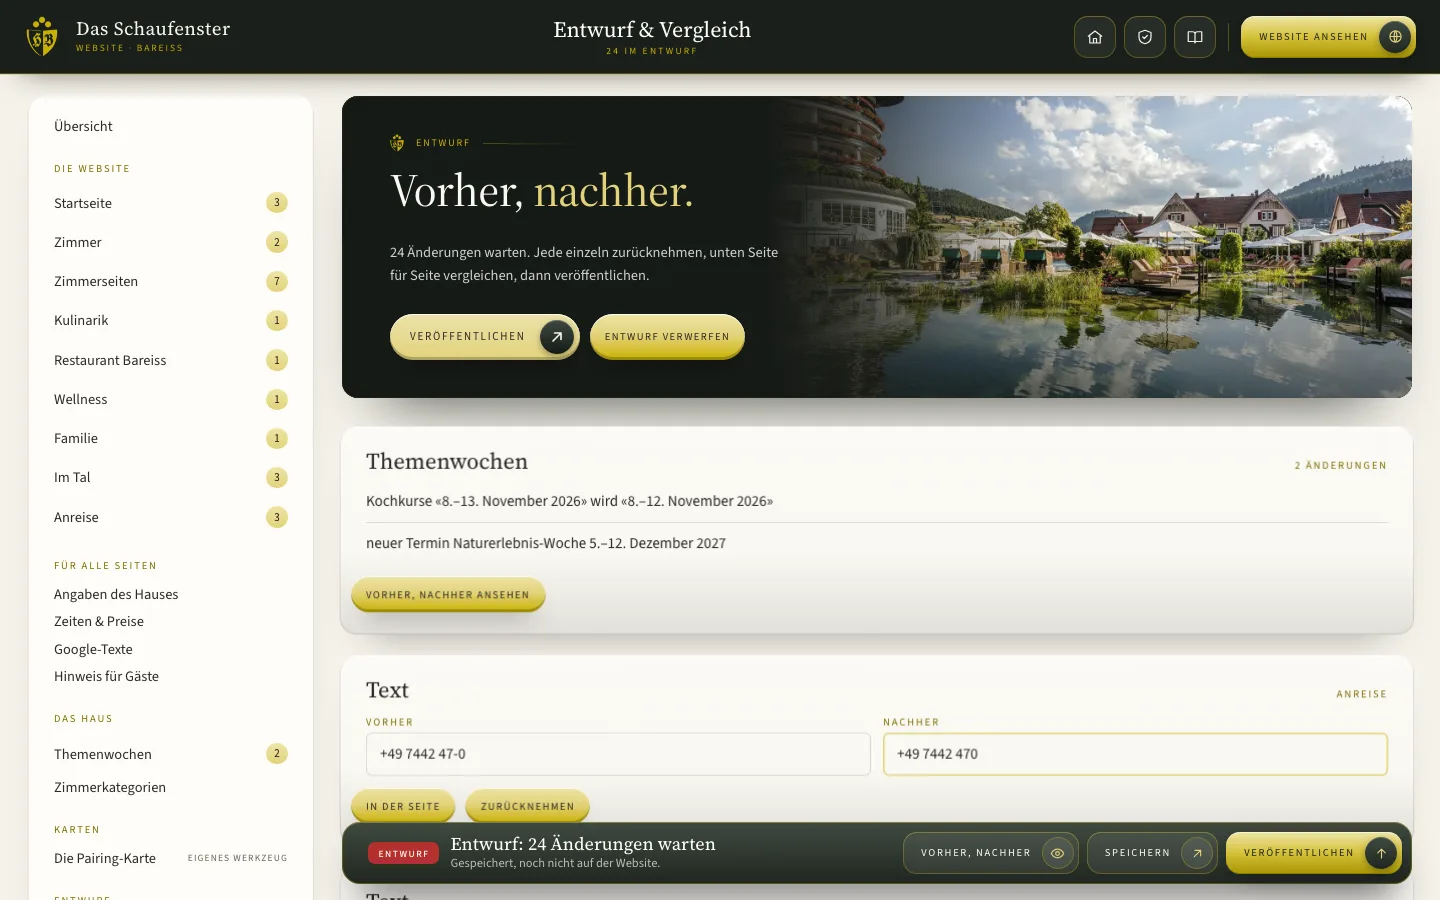 Das Schaufenster
WEBSITE · BAREISS
Entwurf & Vergleich
24 IM ENTWURF
WEBSITE ANSEHEN
Übersicht
DIE WEBSITE
Startseite 3
Zimmer 2
Zimmerseiten 7
Kulinarik 1
Restaurant Bareiss 1
Wellness 1
Familie 1
Im Tal 3
Anreise 3
FÜR ALLE SEITEN
Angaben des Hauses
Zeiten & Preise
Google-Texte
Hinweis für Gäste
DAS HAUS
Themenwochen 2
Zimmerkategorien
KARTEN
Die Pairing-Karte EIGENES WERKZEUG
ENTWURF
ENTWURF
Vorher, nachher.
24 Änderungen warten. Jede einzeln zurücknehmen, unten Seite
für Seite vergleichen, dann veröffentlichen.
VERÖFFENTLICHEN
ENTWURF VERWERFEN
Themenwochen
2 ÄNDERUNGEN
Kochkurse «8.–13. November 2026» wird «8.–12. November 2026»
neuer Termin Naturerlebnis-Woche 5.–12. Dezember 2027
VORHER, NACHHER ANSEHEN
Text
ANREISE
VORHER
NACHHER
+49 7442 47-0
+49 7442 470
IN DER SEITE
ZURÜCKNEHMEN
ENTWURF
Entwurf: 24 Änderungen warten
Gespeichert, noch nicht auf der Website.
VORHER, NACHHER
SPEICHERN
VERÖFFENTLICHEN
Text